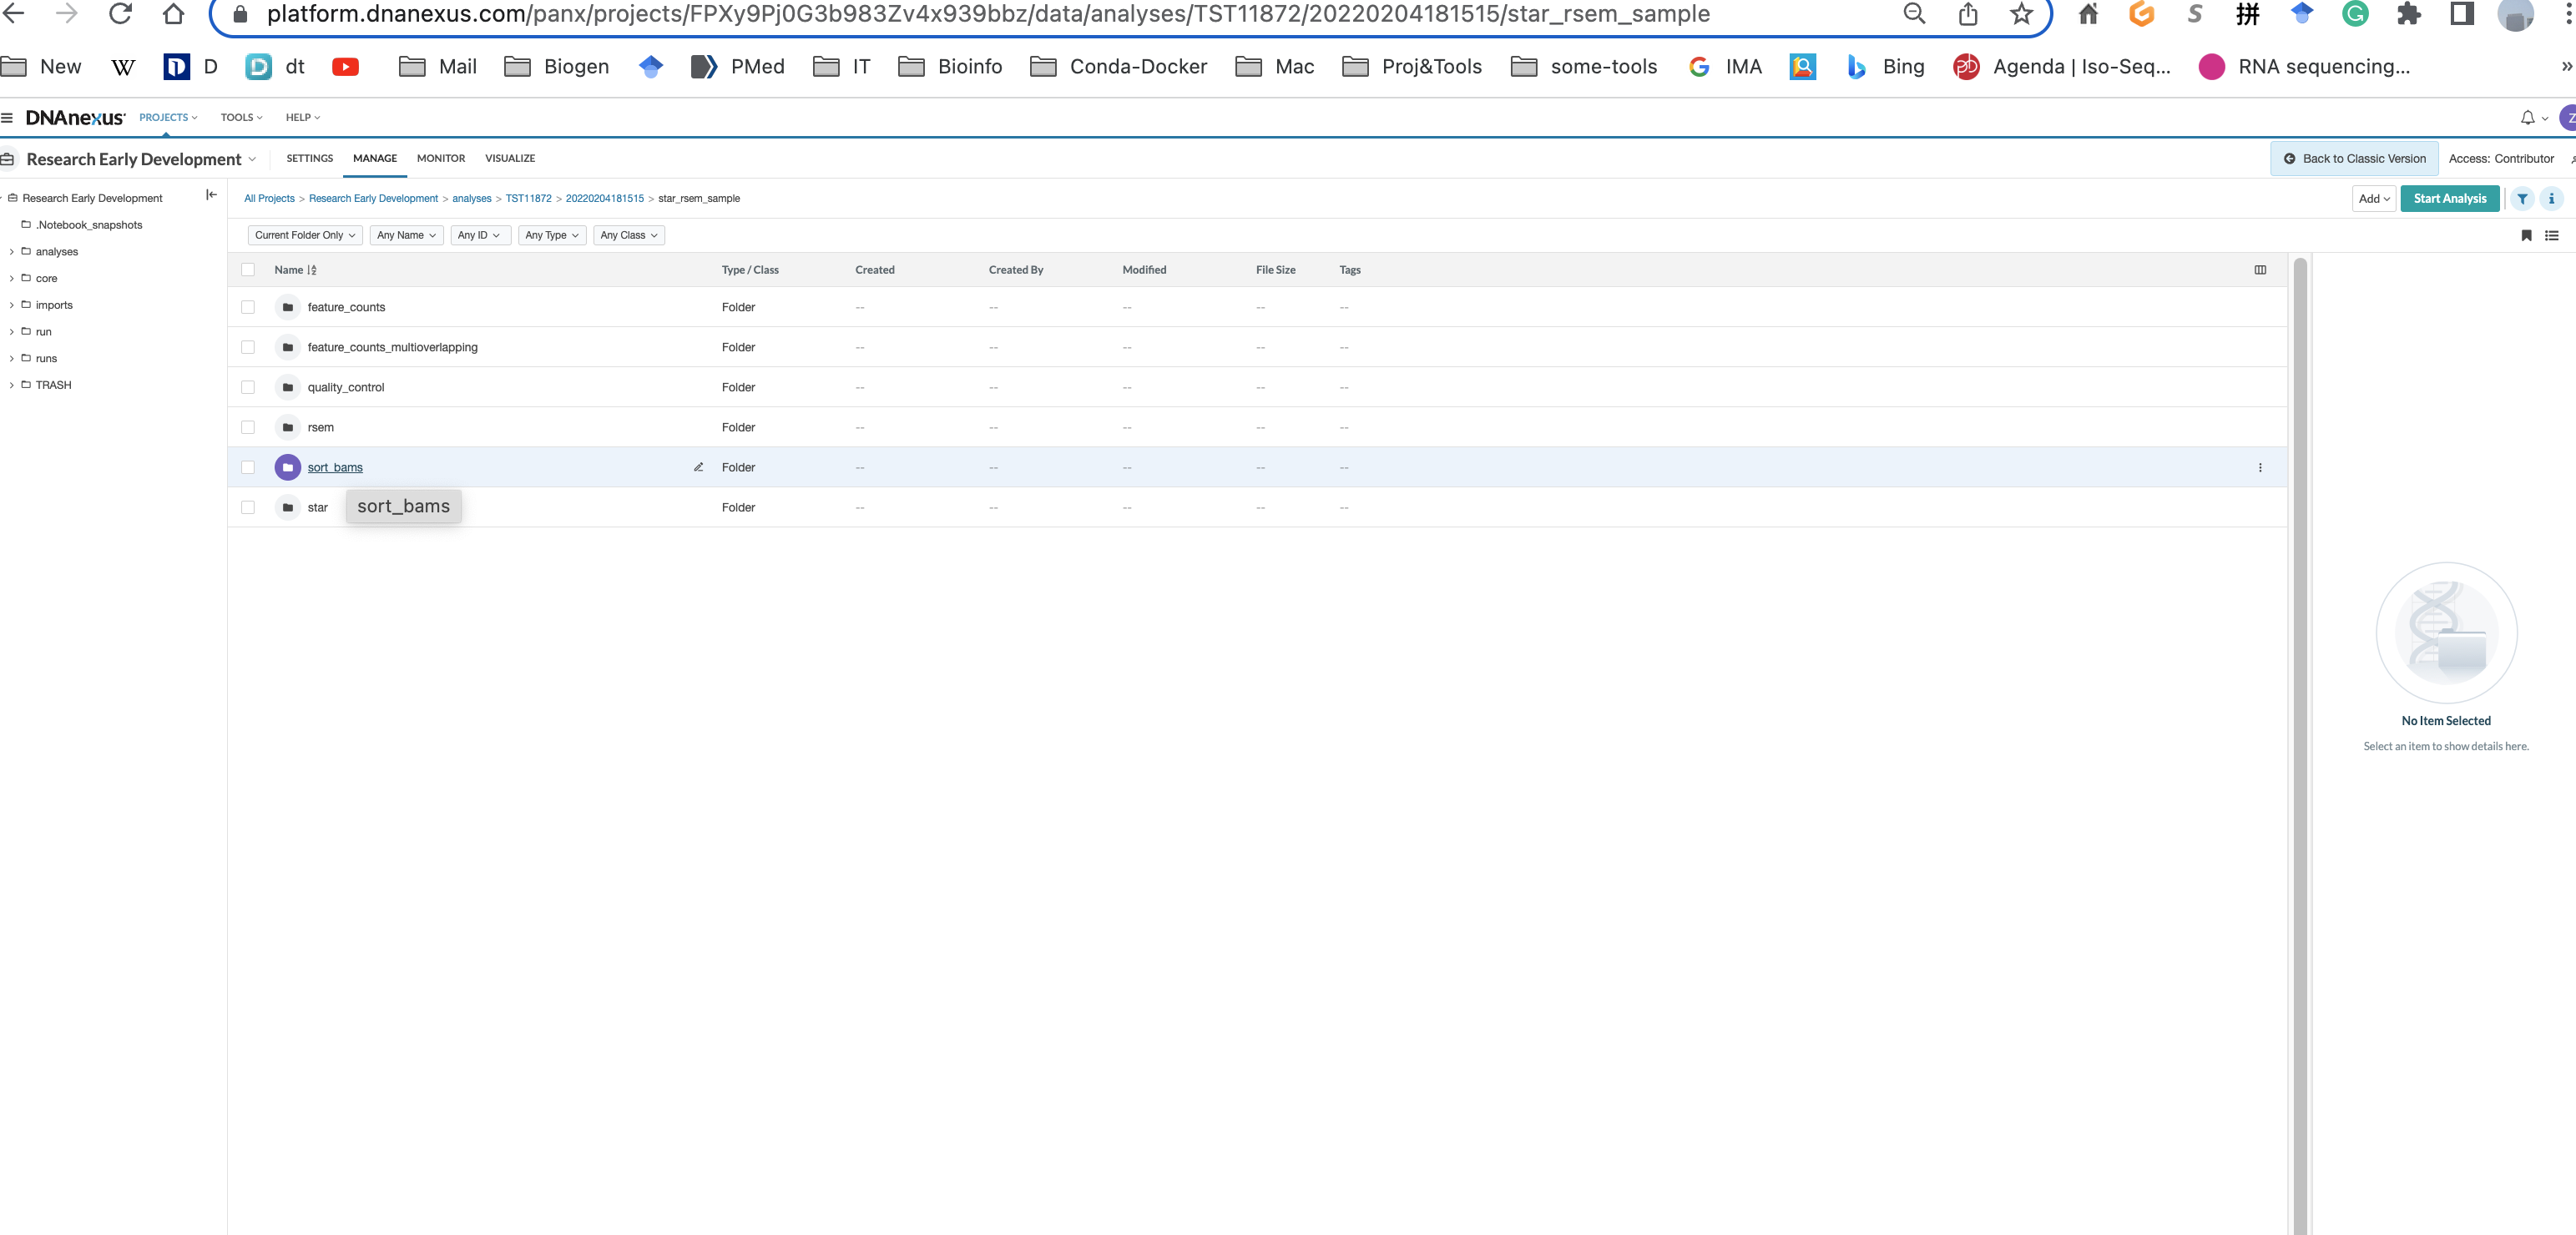 platform.dnanexus.com/panx/projects/FPXy9Pj0G3b983Zv4x939bbz/data/analyses/TST11872/20220204181515/star_rsem_sample
New W D dt Mail Biogen PMed IT Bioinfo Conda-Docker Mac Proj&Tools some-tools IMA Bing Agenda | Iso-Seq... RNA sequencing... »
DNAnexus PROJECTS TOOLS HELP Z
Research Early Development SETTINGS MANAGE MONITOR VISUALIZE Back to Classic Version Access: Contributor
Research Early Development
.Notebook_snapshots
analyses
core
imports
run
runs
TRASH
All Projects > Research Early Development > analyses > TST11872 > 20220204181515 > star_rsem_sample Add Start Analysis
Current Folder Only Any Name Any ID Any Type Any Class
Name Type / Class Created Created By Modified File Size Tags
feature_counts Folder -- -- -- -- --
feature_counts_multioverlapping Folder -- -- -- -- --
quality_control Folder -- -- -- -- --
rsem Folder -- -- -- -- --
sort_bams Folder -- -- -- -- --
star sort_bams Folder -- -- -- -- --
No Item Selected
Select an item to show details here.